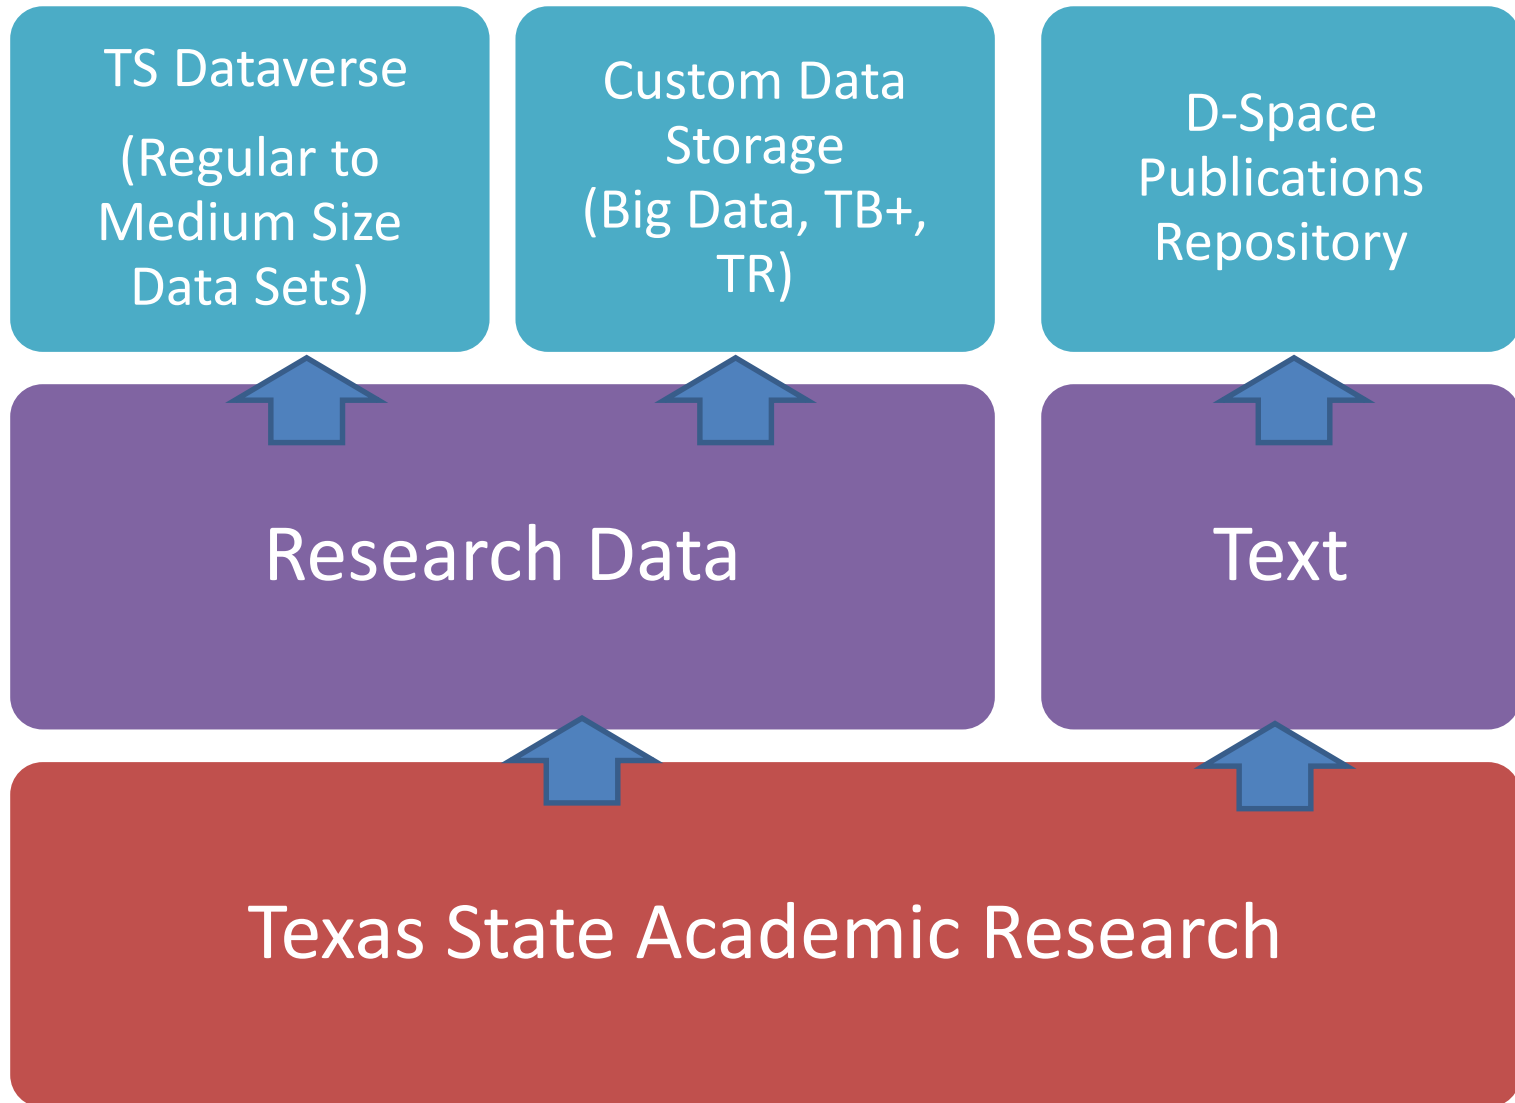 TS Dataverse
(Regular to
Medium Size
Data Sets)
Custom Data
Storage
(Big Data, TB+,
TR)
D-Space
Publications
Repository
Research Data
Text
Texas State Academic Research